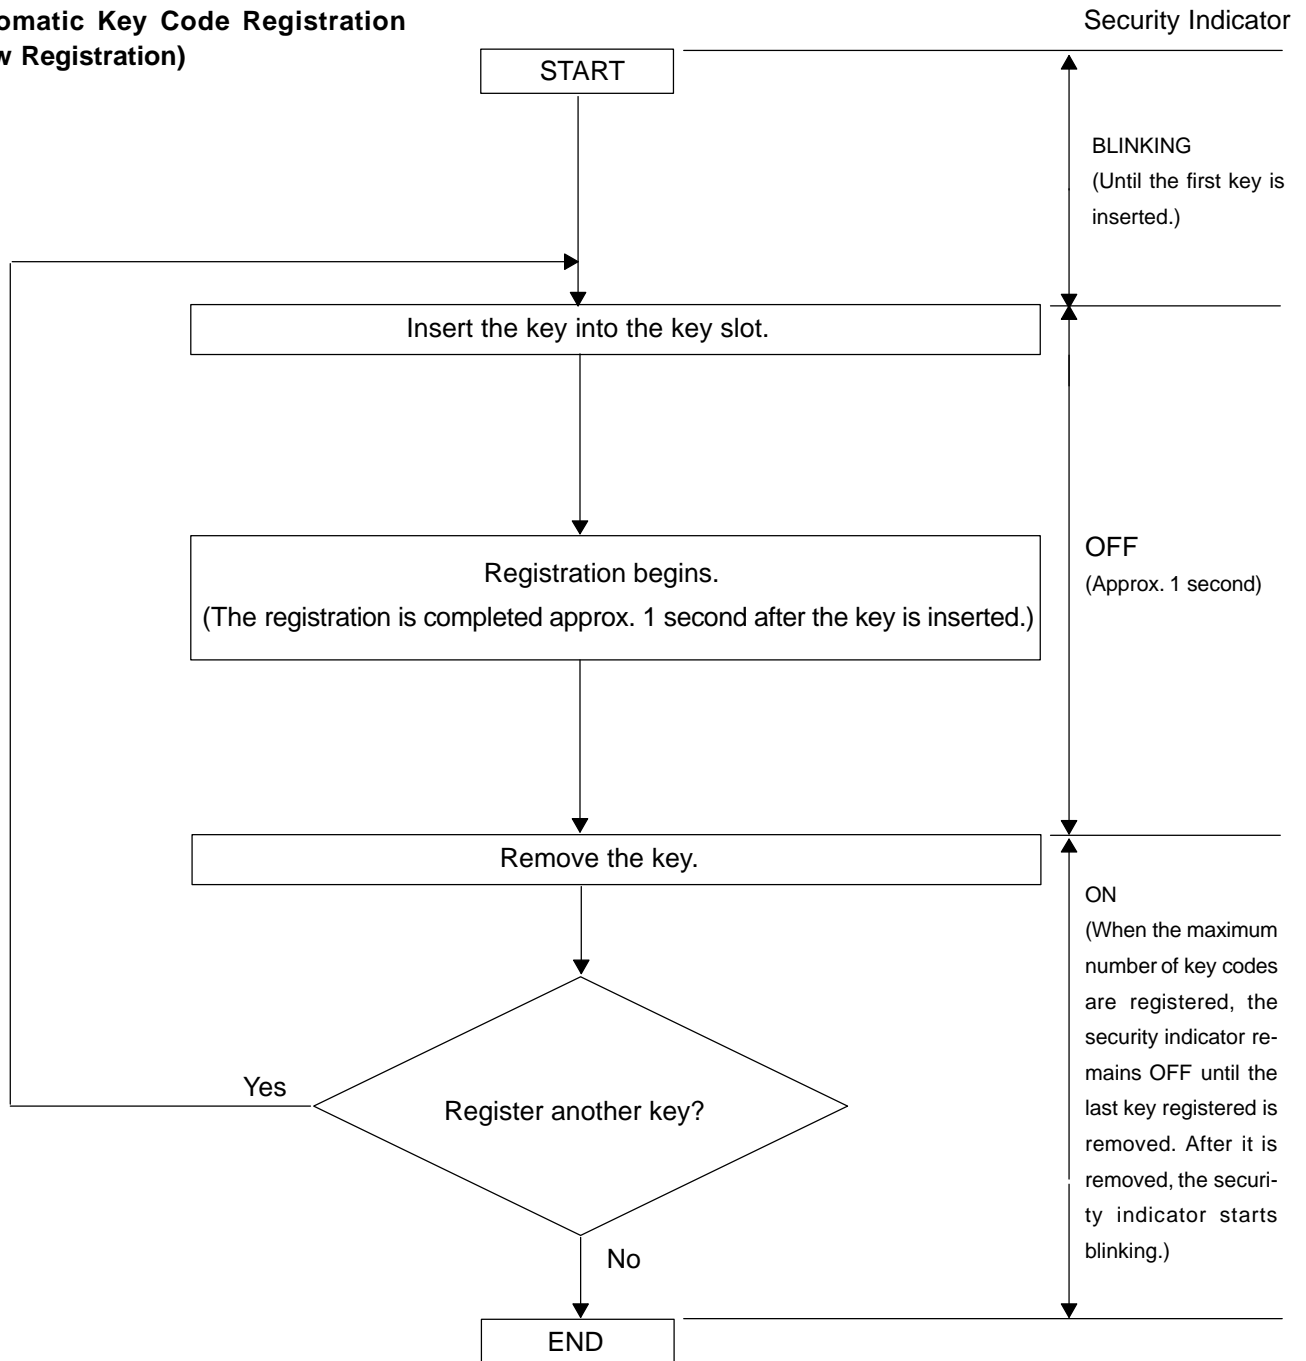 omatic Key Code Registration
w Registration)
Security Indicator
START
BLINKING
(Until the first key is
inserted.)
Insert the key into the key slot.
Registration begins.
(The registration is completed approx. 1 second after the key is inserted.)
OFF
(Approx. 1 second)
Remove the key.
ON
(When the maximum
number of key codes
are registered, the
security indicator re-
mains OFF until the
last key registered is
removed. After it is
removed, the securi-
ty indicator starts
blinking.)
Yes
Register another key?
No
END